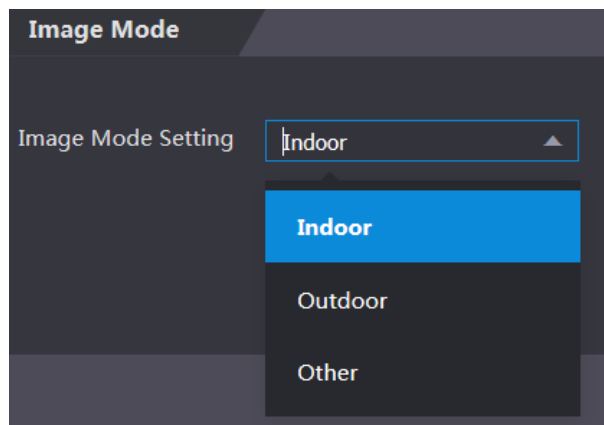 Image Mode
Image Mode Setting Indoor
Indoor
Outdoor
Other